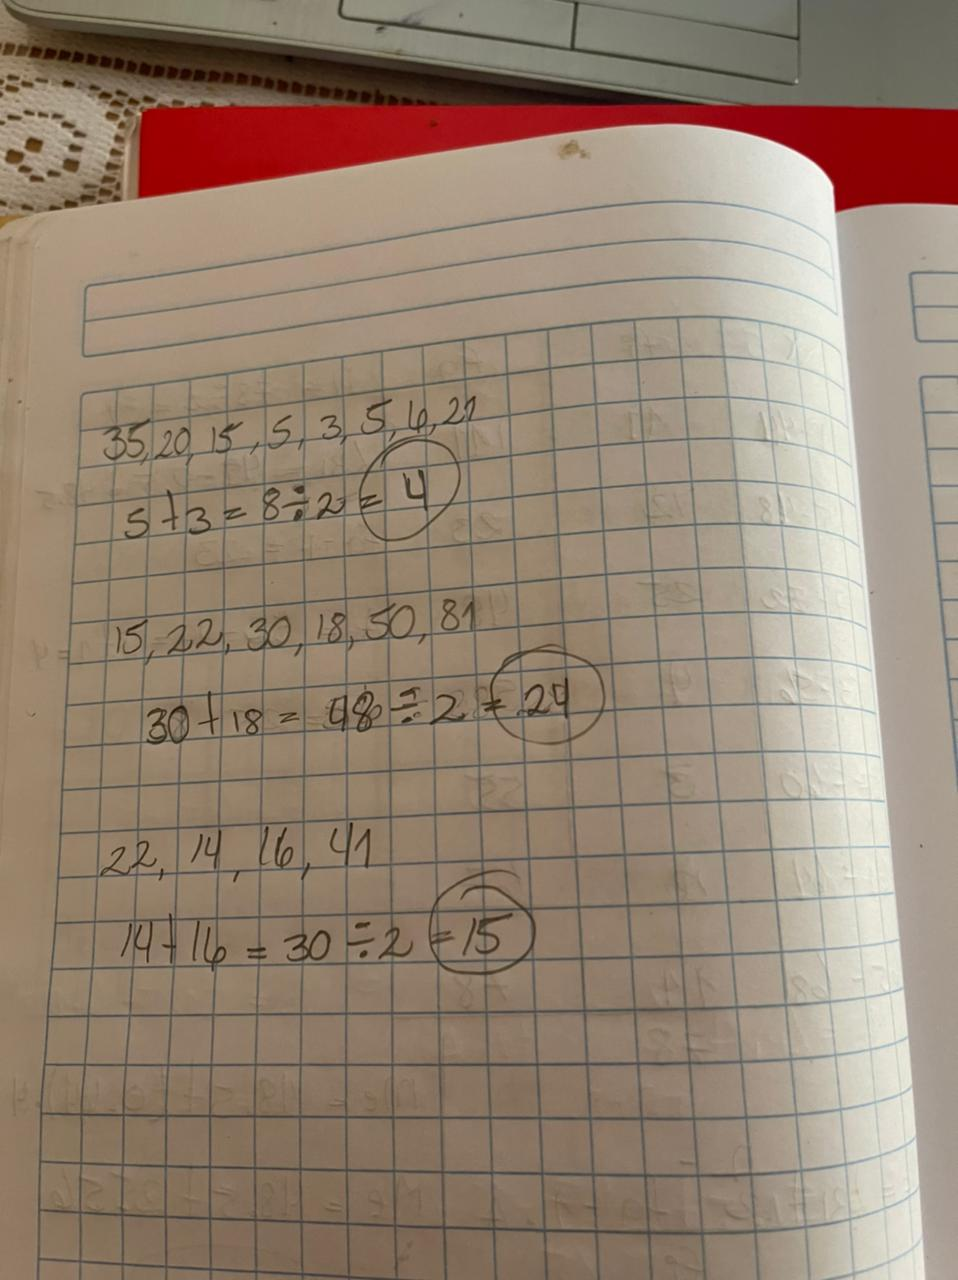 35, 20, 15, 5, 3, 5, 6, 21
5 + 3 = 8 ÷ 2 = 4
15, 22, 30, 18, 50, 81
30 + 18 = 48 ÷ 2 = 24
22, 14, 16, 41
14 + 16 = 30 ÷ 2 = 15